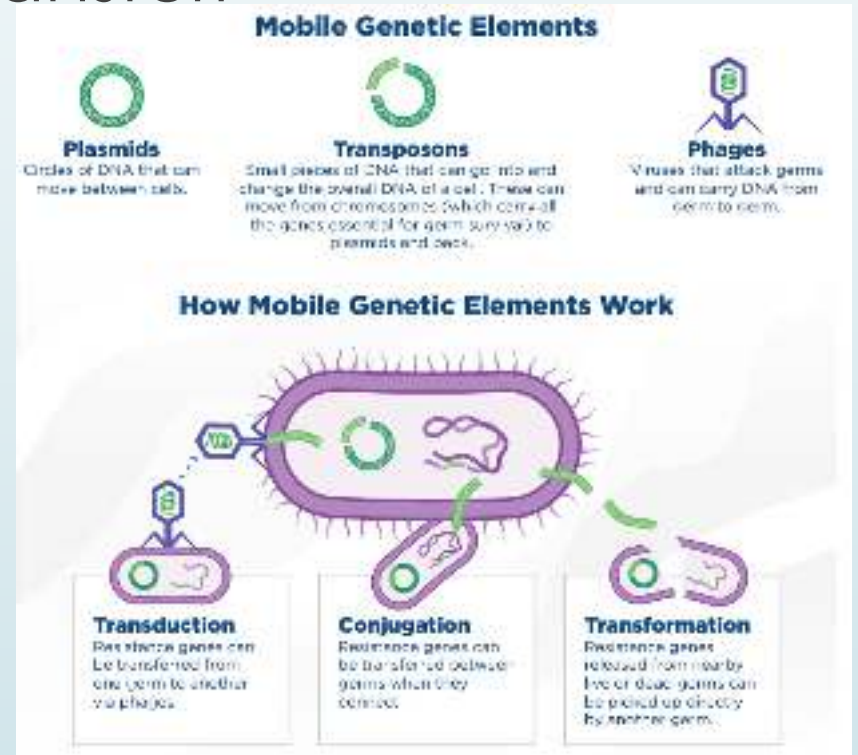 Mobile Genetic Elements
Plasmids
Circles of DNA that can
move between cells.
Transposons
Small pieces of DNA that can go into and
change the overall DNA of a cell. These can
move from chromosomes (which carry all
the genes essential for germ survival) to
plasmids and back.
Phages
Viruses that attack germs
and can carry DNA from
germ to germ.
How Mobile Genetic Elements Work
Transduction
Resistance genes can
be transferred from
one germ to another
via phages
Conjugation
Resistance genes can
be transferred between
germs when they
connect
Transformation
Resistance genes
released from nearby
live or dead germs can
be picked up directly
by another germ.